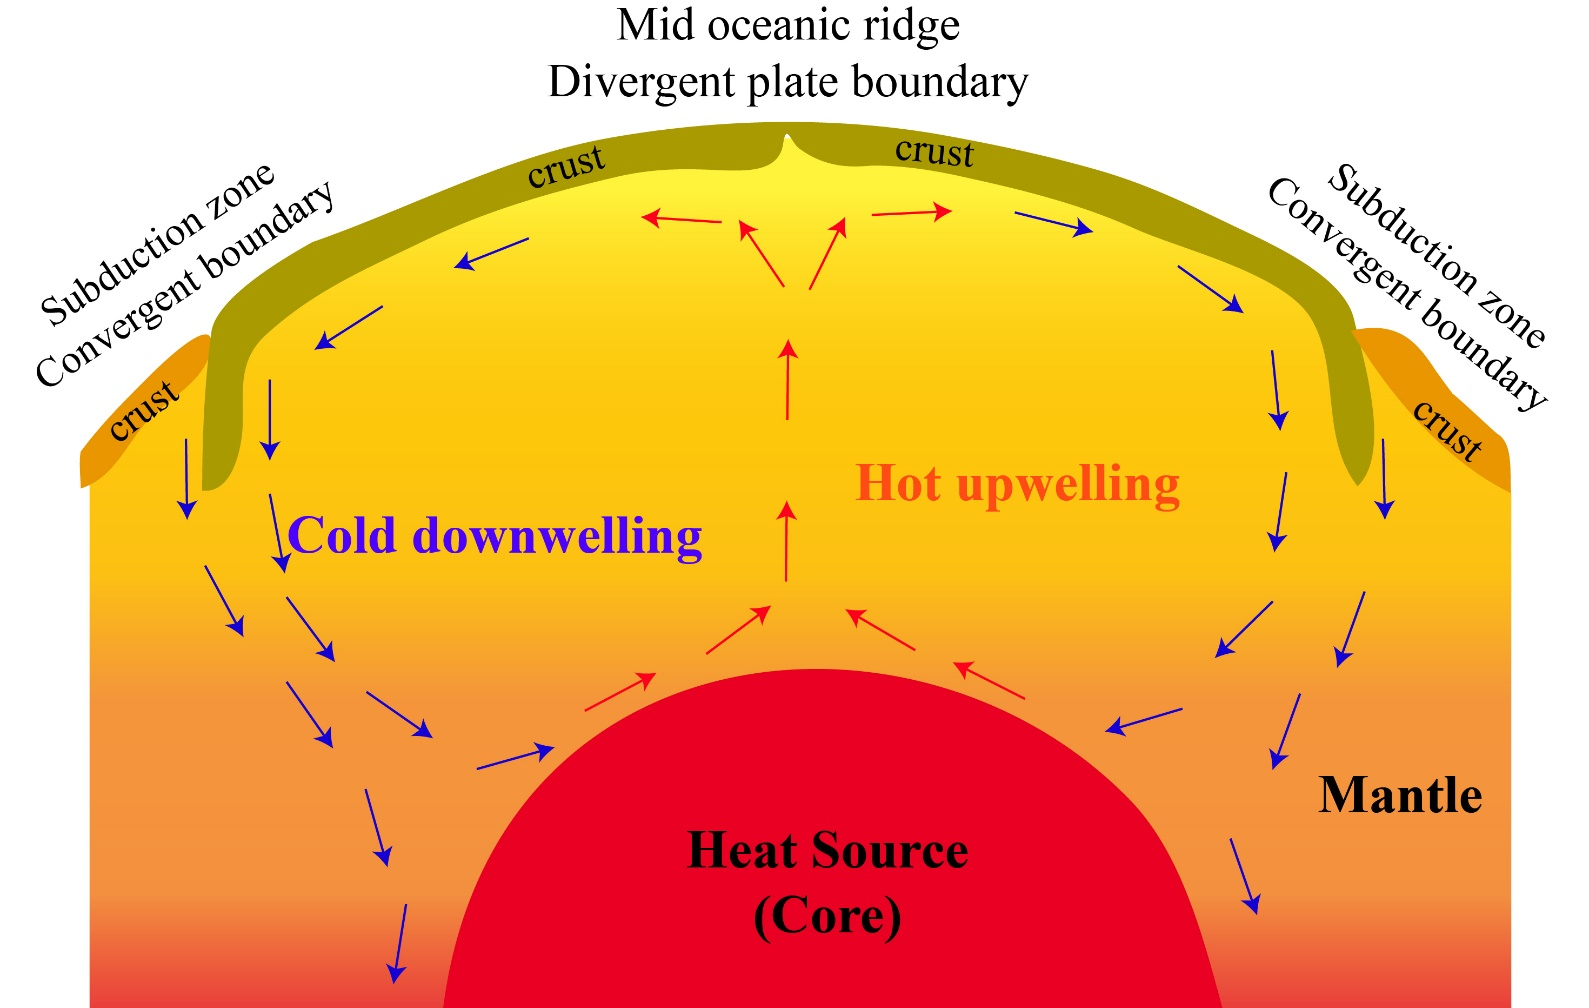 Mid oceanic ridge
Divergent plate boundary
Subduction zone
Convergent boundary
crust
crust
crust
Subduction zone
Convergent boundary
crust
Hot upwelling
Cold downwelling
Mantle
Heat Source
(Core)